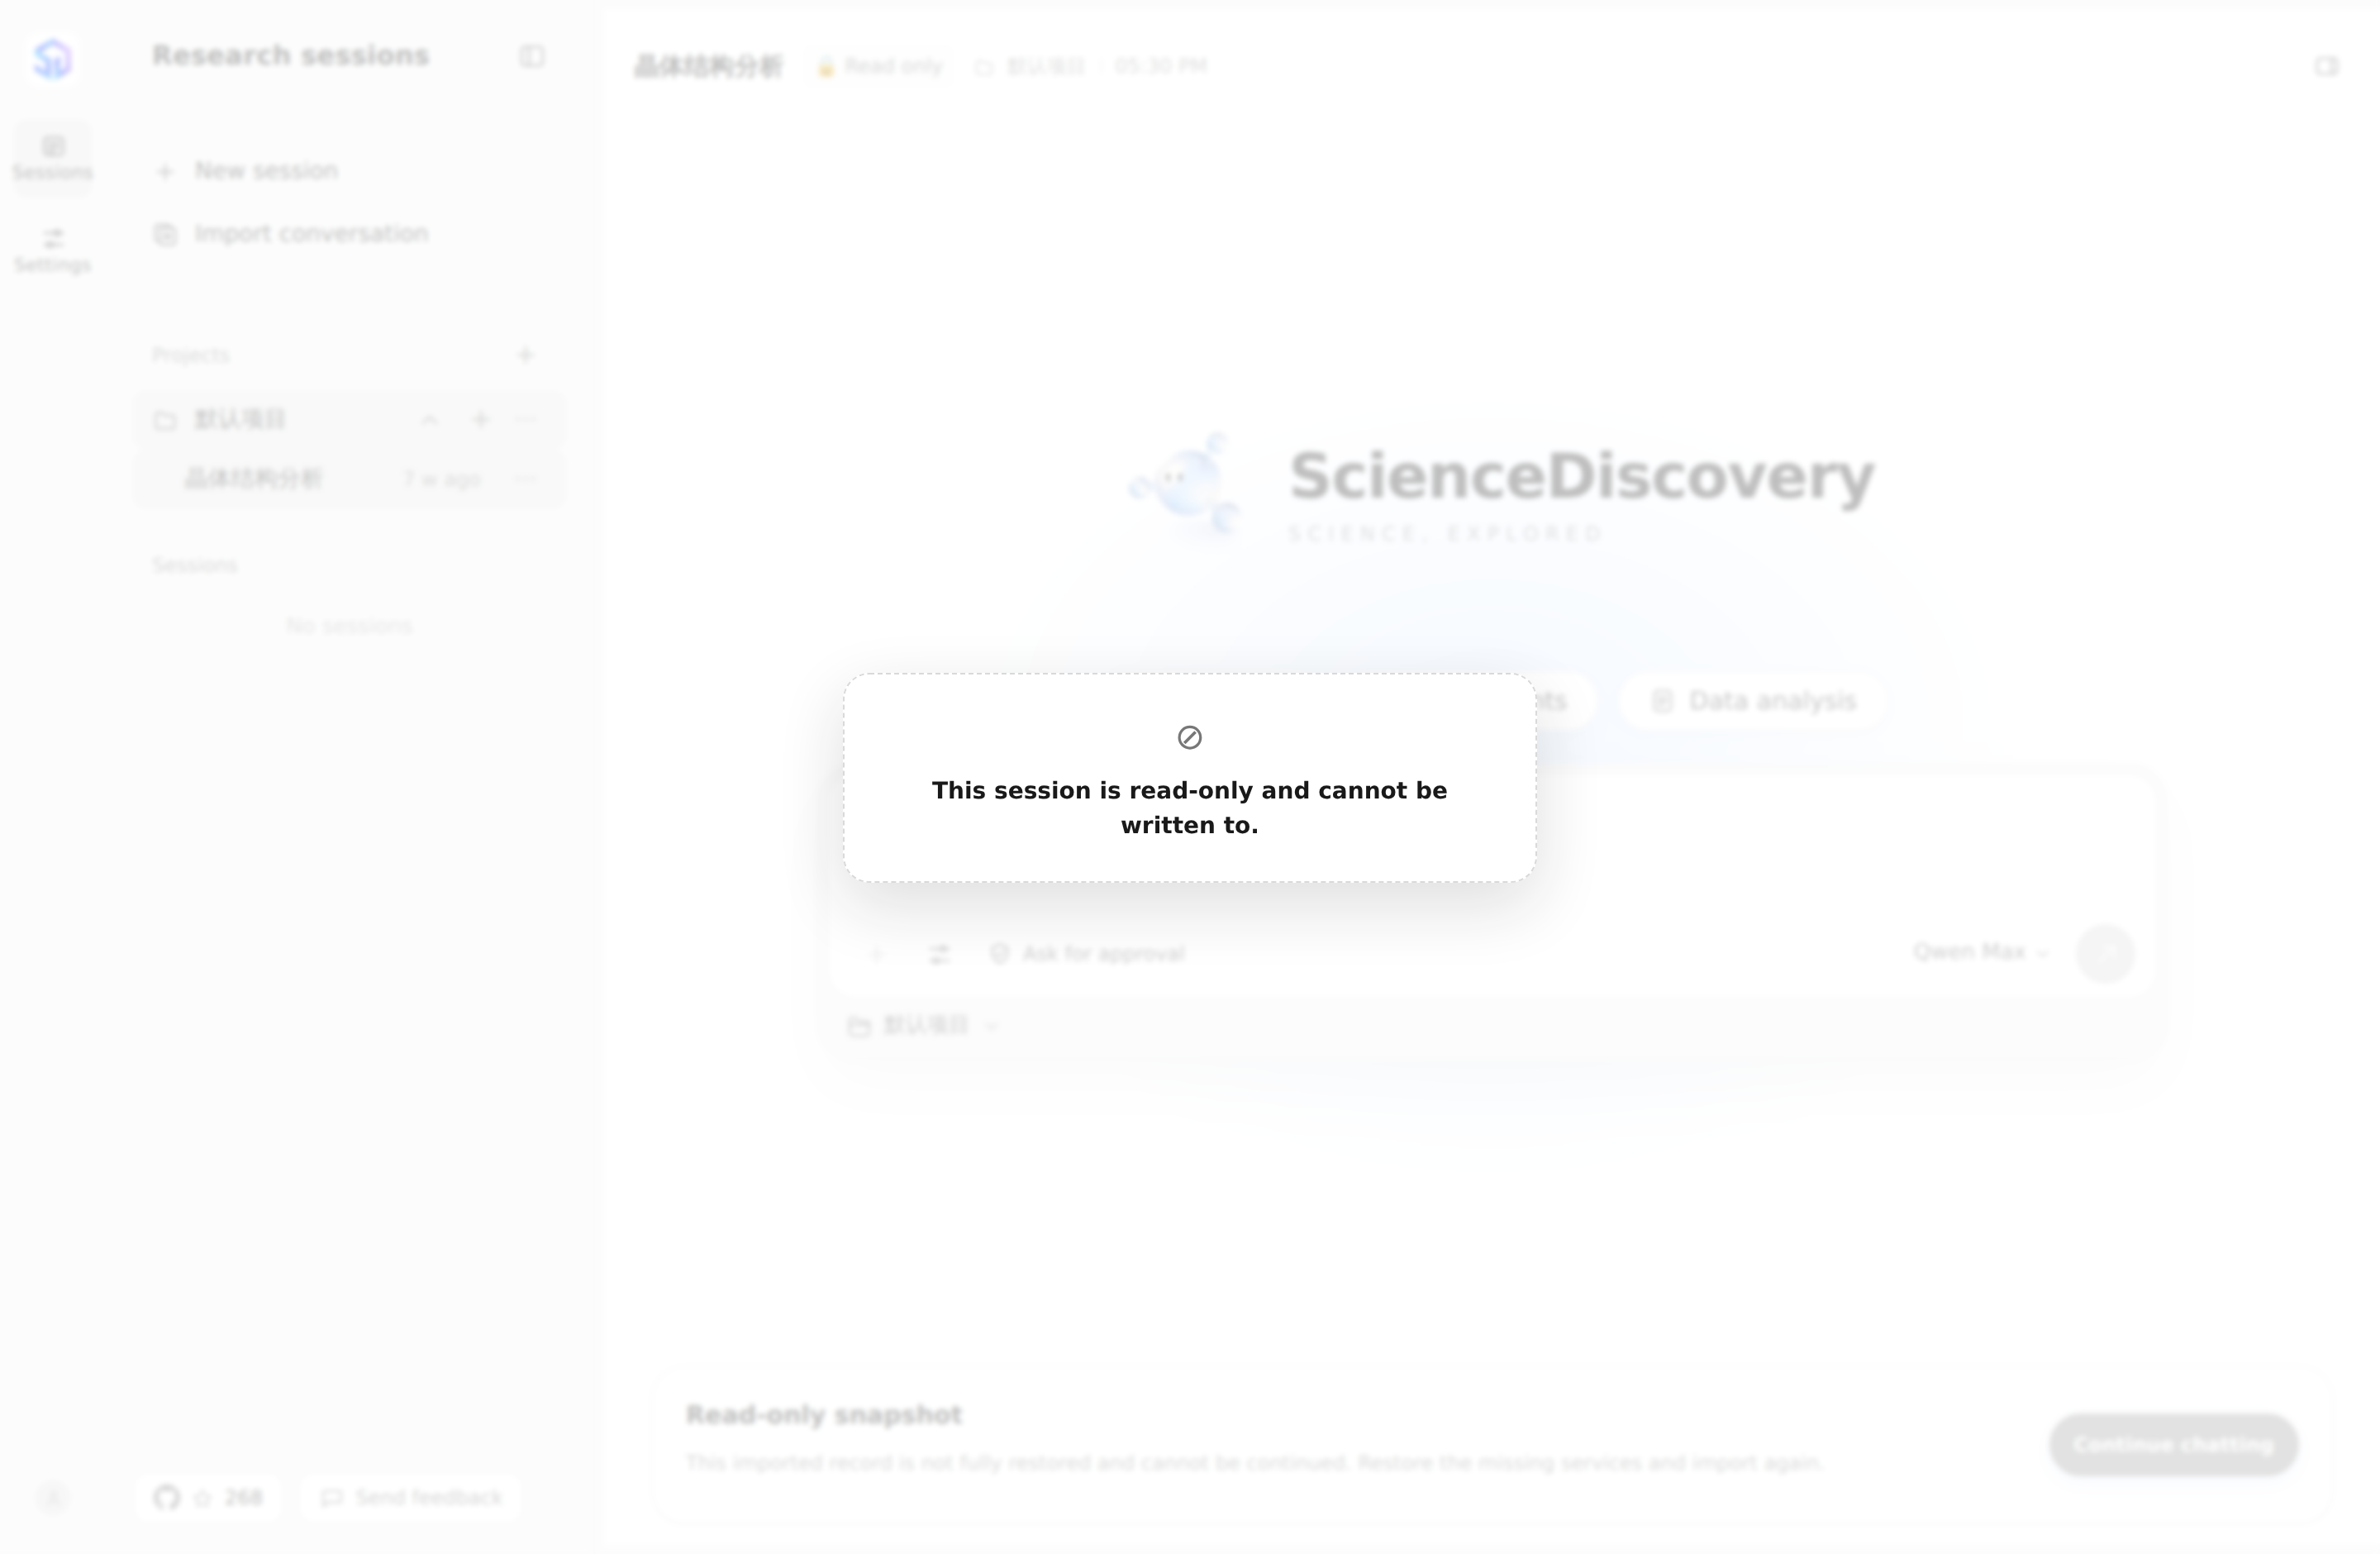 Research sessions
Sessions
Settings
New session
Import conversation
Projects
默认项目
晶体结构分析
7 w ago
Sessions
No sessions
268
Send feedback
晶体结构分析
Read only
默认项目
05:30 PM
ScienceDiscovery
SCIENCE, EXPLORED
Data analysis
This session is read-only and cannot be
written to.
Ask for approval
Qwen Max
默认项目
Read-only snapshot
This imported record is not fully restored and cannot be continued. Restore the missing services and import again.
Continue chatting